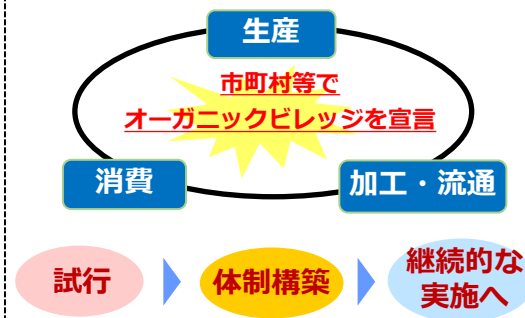 生産
市町村等で
オーガニックビレッジを宣言
消費
加工・流通
試行
体制構築
継続的な
実施へ